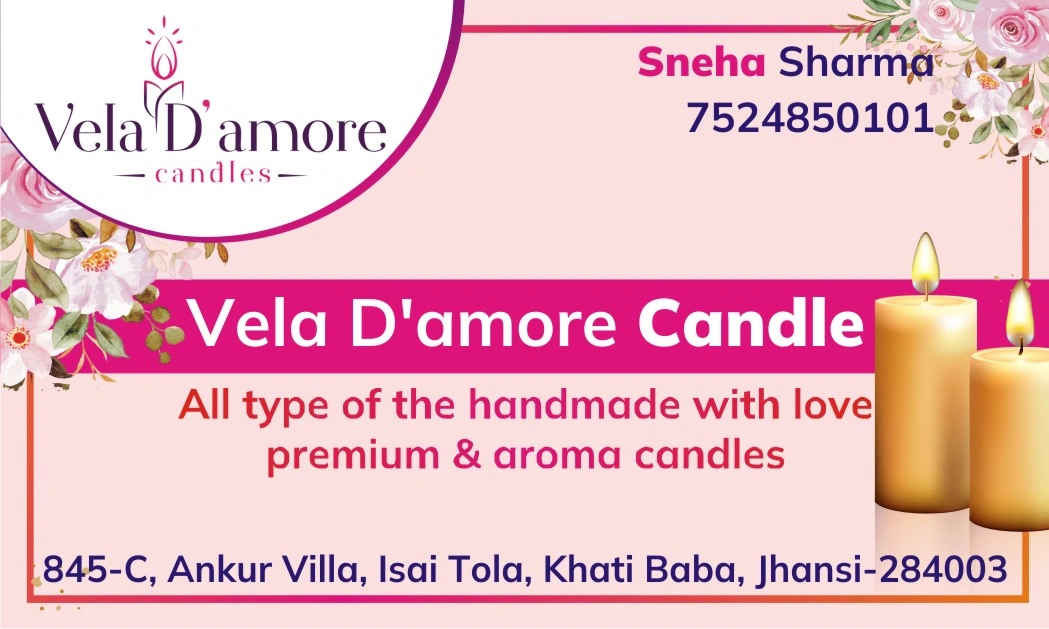 Vela D'amore
candles
Sneha Sharma
7524850101
Vela D'amore Candle
All type of the handmade with love
premium & aroma candles
845-C, Ankur Villa, Isai Tola, Khati Baba, Jhansi-284003